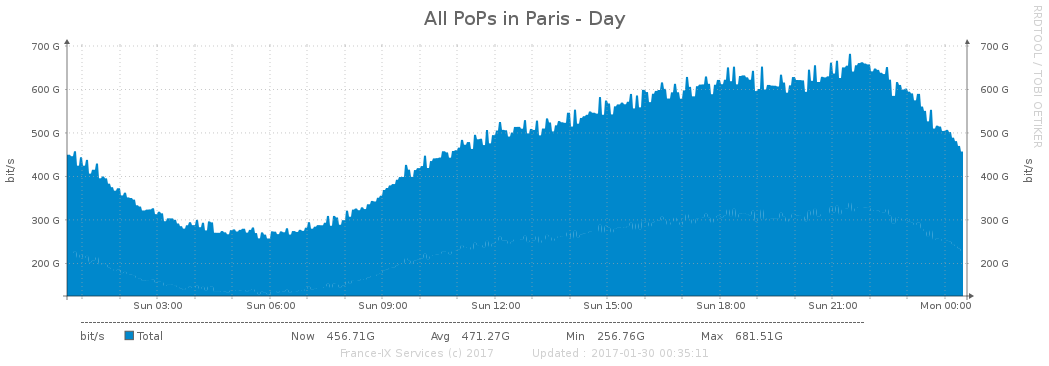 All PoPs in Paris - Day
RRDTOOL / TOBI OETIKER
700 G 700 G
600 G 600 G
500 G 500 G
400 G 400 G
300 G 300 G
200 G 200 G
bit/s
bit/s
Sun 03:00 Sun 06:00 Sun 09:00 Sun 12:00 Sun 15:00 Sun 18:00 Sun 21:00 Mon 00:00
bit/s Total Now 456.71G Avg 471.27G Min 256.76G Max 681.51G
France-IX Services (c) 2017 Updated : 2017-01-30 00:35:11